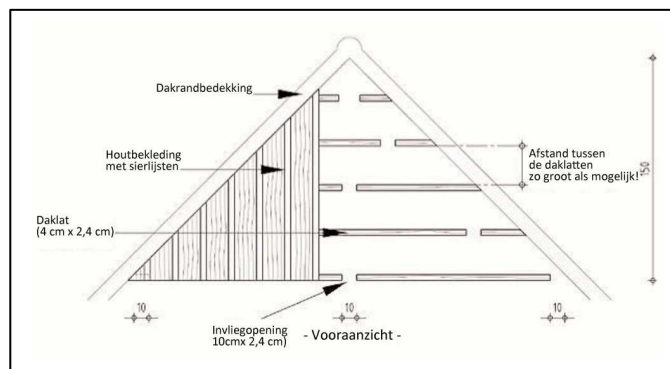 Dakrandbedekking
Houtbekleding
met sierlijsten
Daklat
(4 cm x 2,4 cm)
Afstand tussen
de daklatten
zo groot als mogelijk!
150
10
10
10
Invliegopening
10cmx 2,4 cm)
- Vooraanzicht -